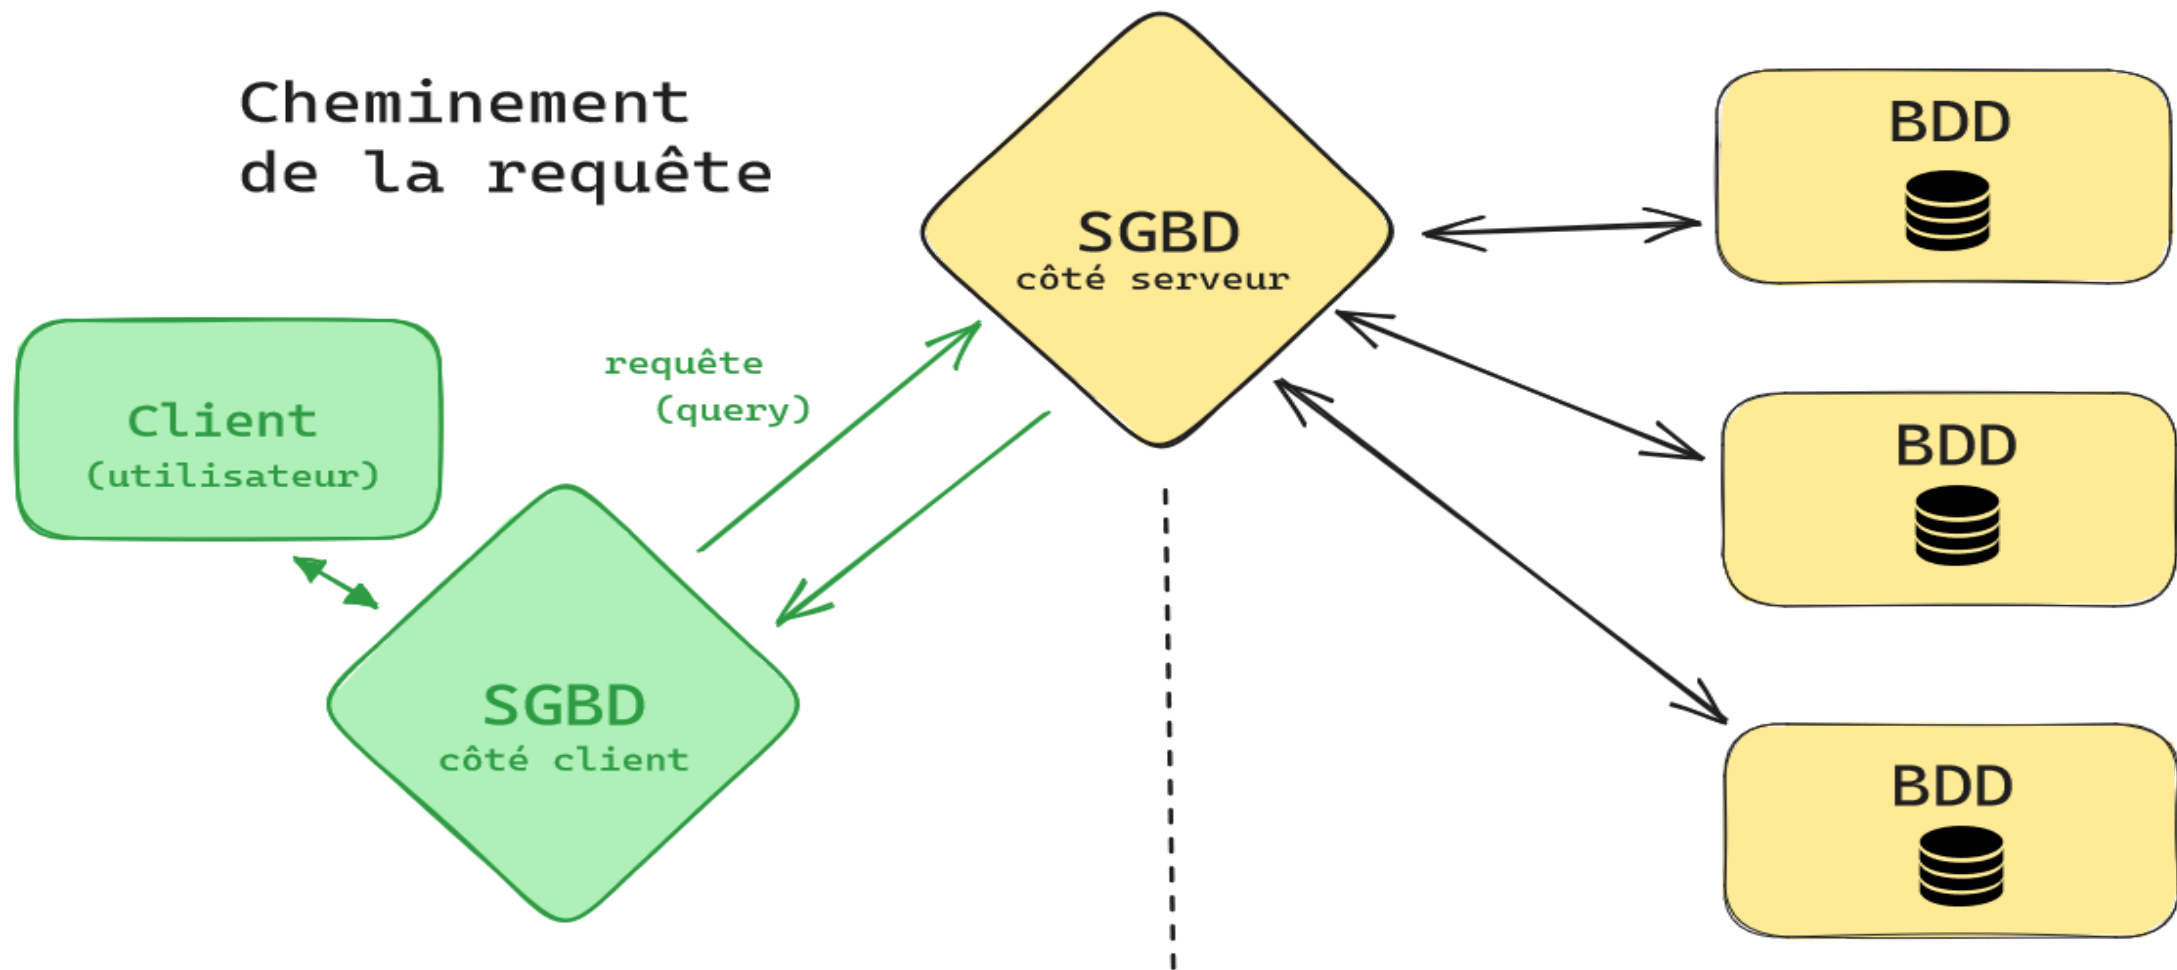 Cheminement
de la requête
SGBD
côté serveur
BDD
requête
(query)
Client
(utilisateur)
BDD
SGBD
côté client
BDD